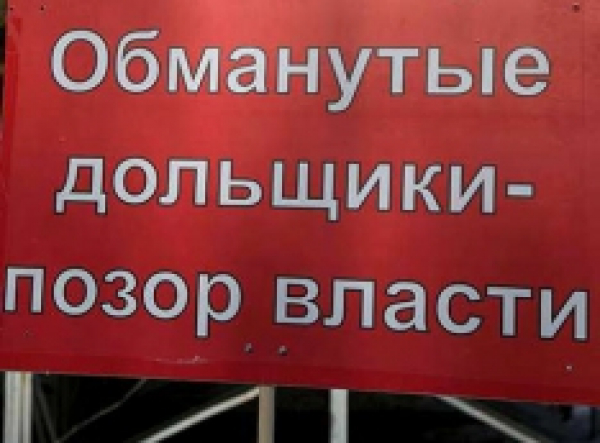 Обманутые
дольщики-
позор власти